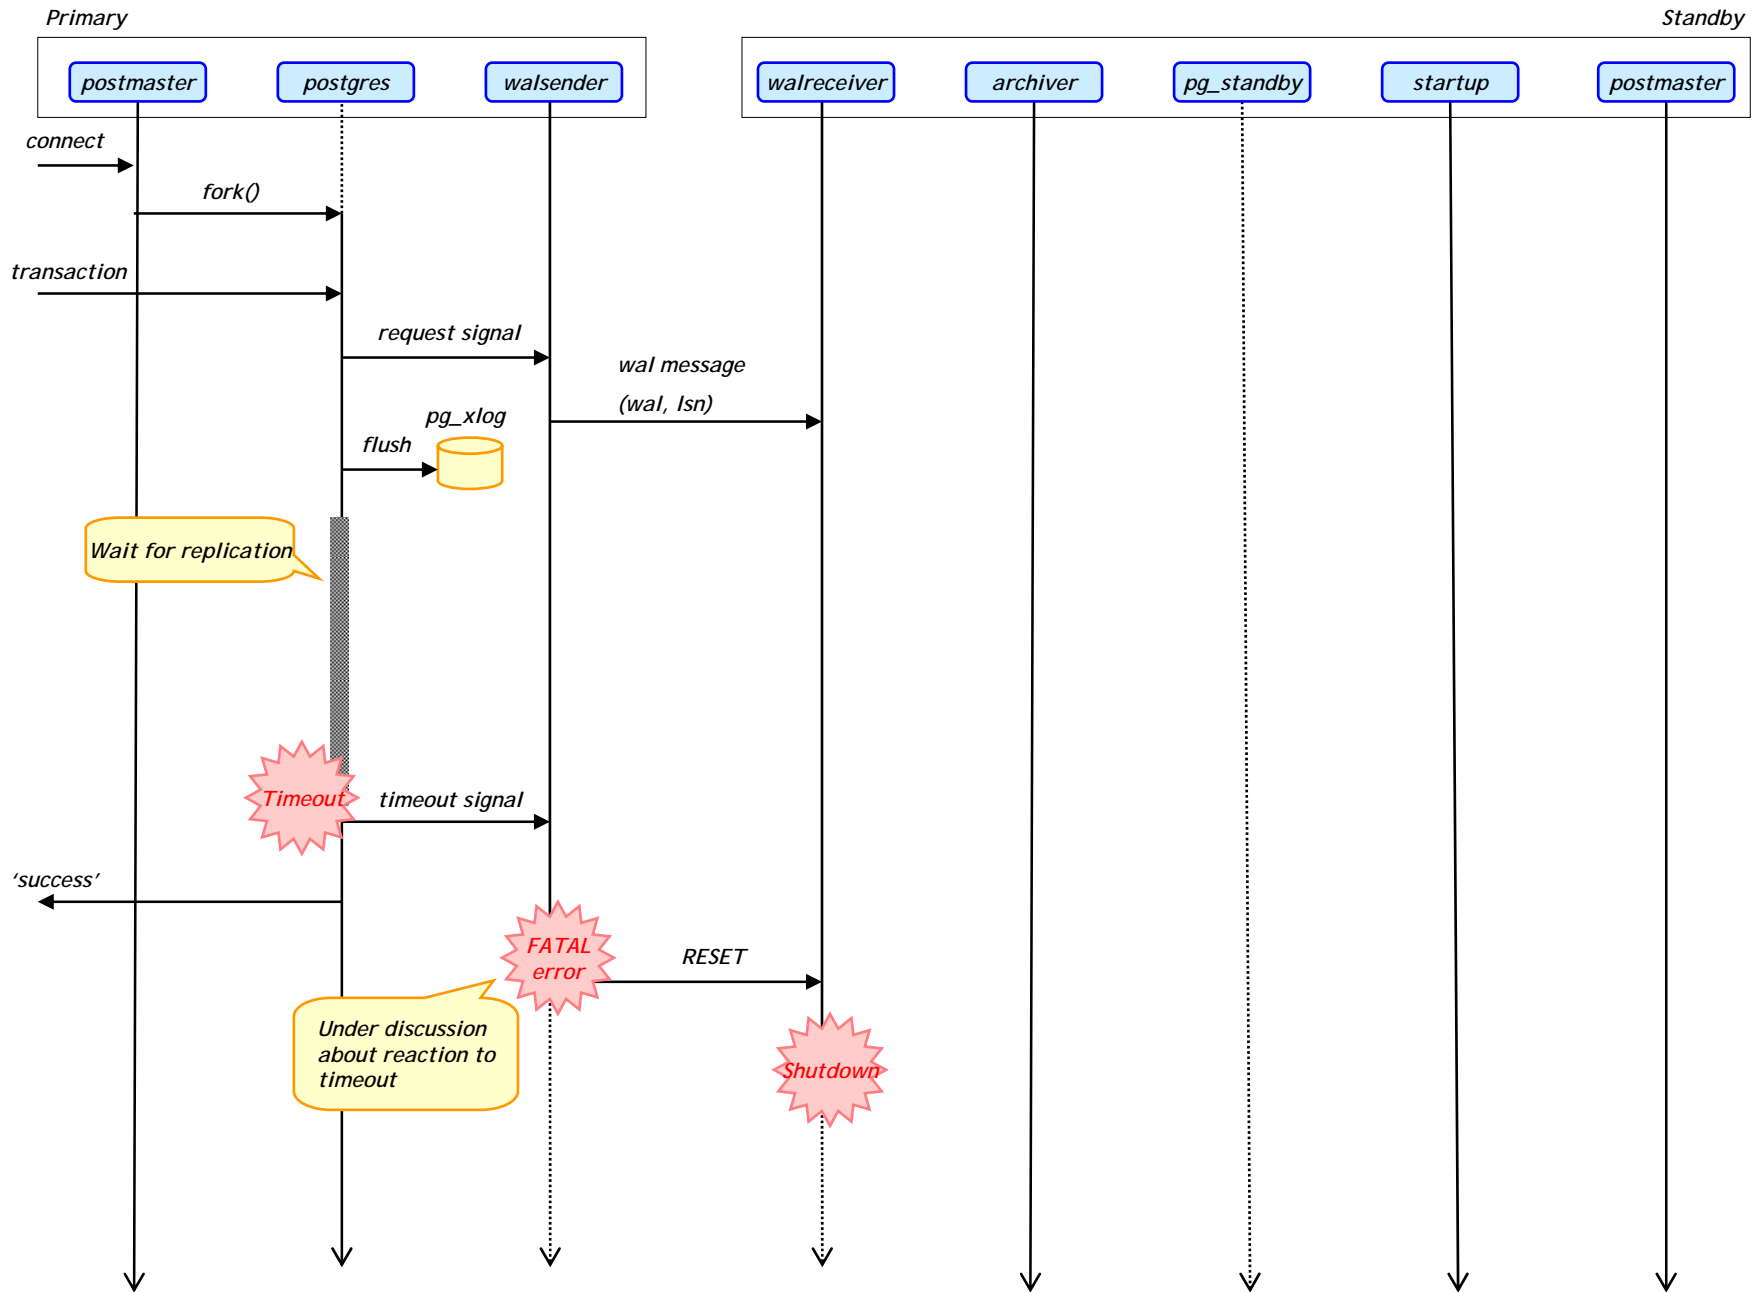 Primary
Standby
postmaster
postgres
walsender
walreceiver
archiver
pg_standby
startup
postmaster
connect
fork()
transaction
request signal
wal message
(wal, lsn)
pg_xlog
flush
Wait for replication
Timeout
timeout signal
‘success’
FATAL
error
RESET
Under discussion
about reaction to
timeout
Shutdown